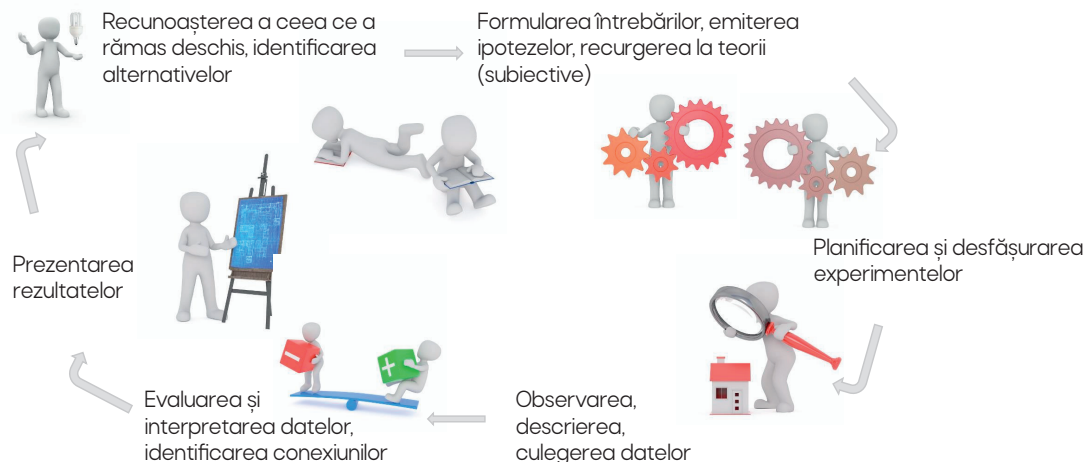 Recunoașterea a ceea ce a
rămas deschis, identificarea
alternativelor
Formularea întrebărilor, emiterea
ipotezelor, recurgerea la teorii
(subiective)
Planificarea și desfășurarea
experimentelor
Observarea,
descrierea,
culegerea datelor
Evaluarea și
interpretarea datelor,
identificarea conexiunilor
Prezentarea
rezultatelor